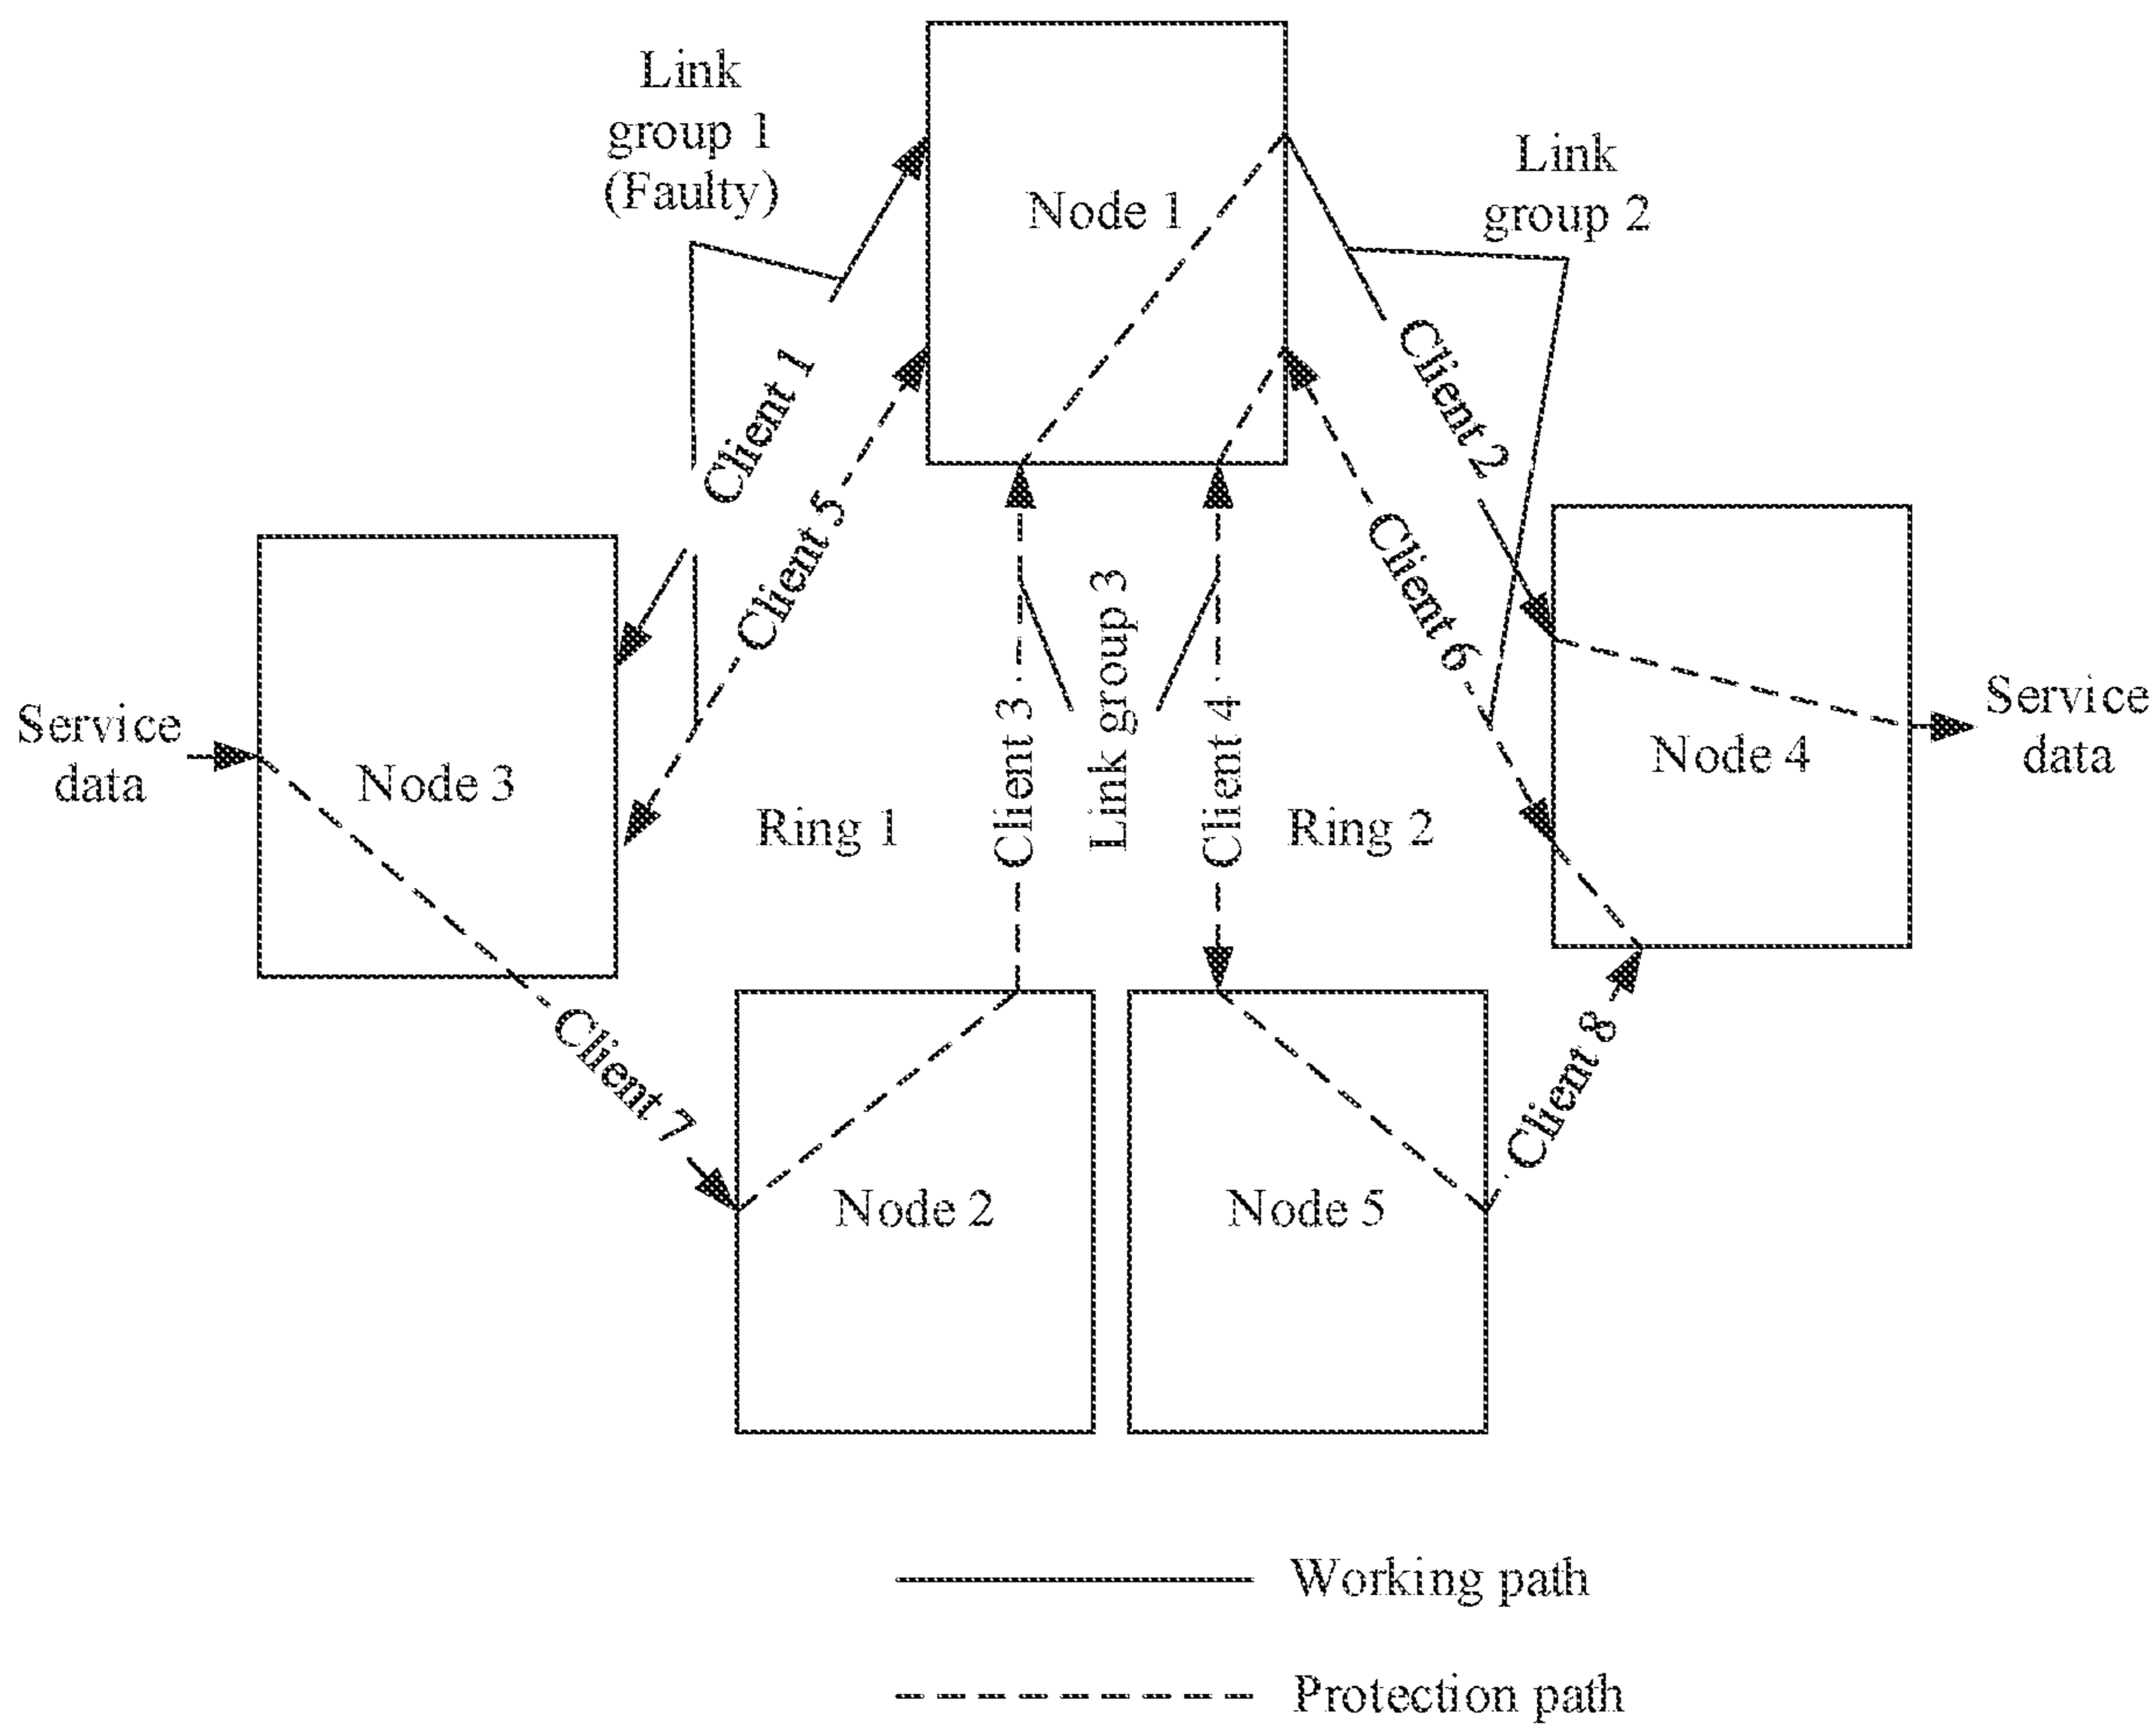 Link
group 1
(Faulty)
Link
group 2
Node 1
Client 1
Client 2
Client 5
Client 6
Service
data
Node 3
Ring 1
Client 3
Link group 3
Client 4
Ring 2
Node 4
Service
data
Client 7
Client 8
Node 2
Node 5
Working path
Protection path